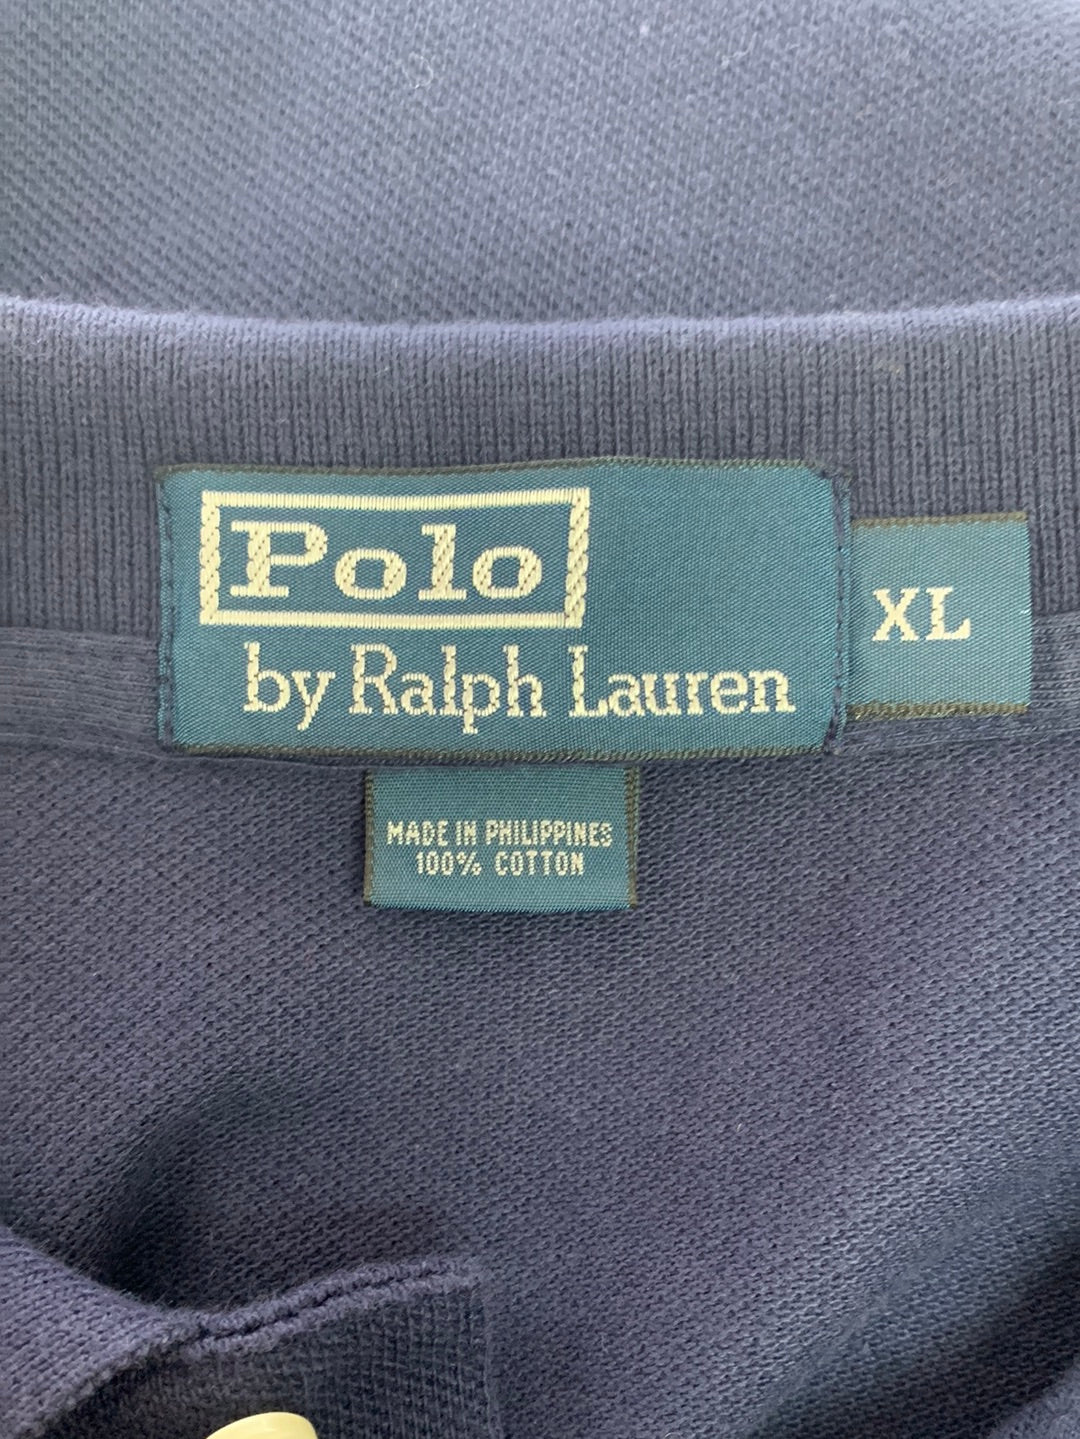 Polo
by Ralph Lauren
XL
MADE IN PHILIPPINES
100% COTTON